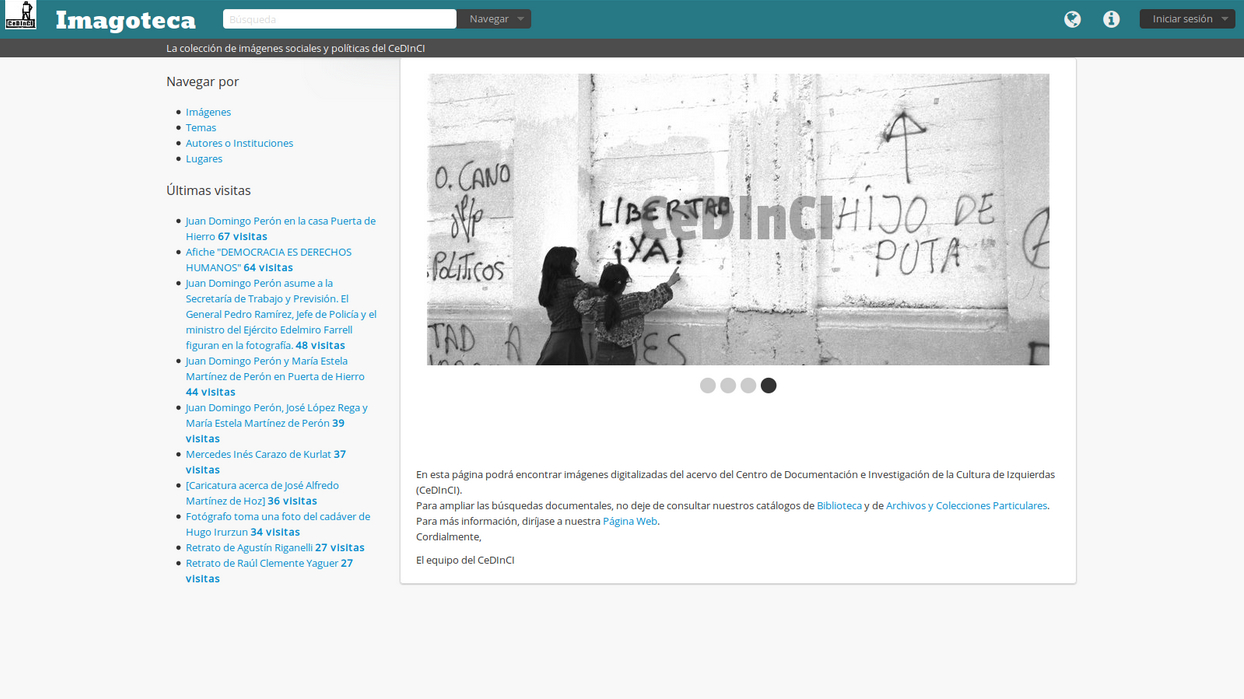 CeDInCI
Imagoteca
Búsqueda
Navegar
Iniciar sesión
La colección de imágenes sociales y políticas del CeDInCI
Navegar por
Imágenes
Temas
Autores o Instituciones
Lugares
Últimas visitas
Juan Domingo Perón en la casa Puerta de
Hierro 67 visitas
Afiche "DEMOCRACIA ES DERECHOS
HUMANOS" 64 visitas
Juan Domingo Perón asume a la
Secretaría de Trabajo y Previsión. El
General Pedro Ramírez, Jefe de Policía y el
ministro del Ejército Edelmiro Farrell
figuran en la fotografía. 48 visitas
Juan Domingo Perón y María Estela
Martínez de Perón en Puerta de Hierro
44 visitas
Juan Domingo Perón, José López Rega y
María Estela Martínez de Perón 39
visitas
Mercedes Inés Carazo de Kurlat 37
visitas
[Caricatura acerca de José Alfredo
Martínez de Hoz] 36 visitas
Fotógrafo toma una foto del cadáver de
Hugo Irurzun 34 visitas
Retrato de Agustín Riganelli 27 visitas
Retrato de Raúl Clemente Yaguer 27
visitas
O. CANO
POLÍTICOS
TAD A
LIBERTAD
¡YA!
ES
CeDInCI
HIJO DE
PUTA
En esta página podrá encontrar imágenes digitalizadas del acervo del Centro de Documentación e Investigación de la Cultura de Izquierdas
(CeDInCI).
Para ampliar las búsquedas documentales, no deje de consultar nuestros catálogos de Biblioteca y de Archivos y Colecciones Particulares.
Para más información, diríjase a nuestra Página Web.
Cordialmente,
El equipo del CeDInCI